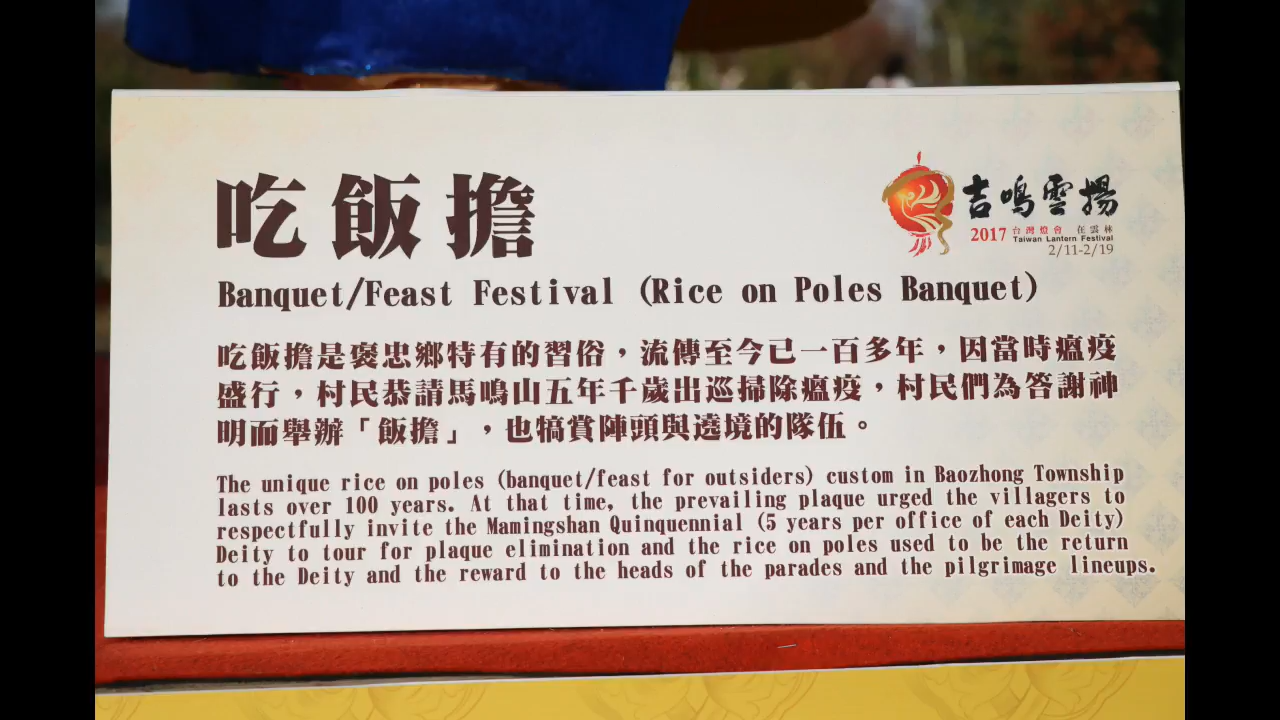 吃飯擔
吉鳴雲揚
2017 台灣燈會 在雲林
Taiwan Lantern Festival
2/11-2/19
Banquet/Feast Festival (Rice on Poles Banquet)
吃飯擔是褒忠鄉特有的習俗，流傳至今已一百多年，因當時瘟疫
盛行，村民恭請馬鳴山五年千歲出巡掃除瘟疫，村民們為答謝神
明而舉辦「飯擔」，也犒賞陣頭與遶境的隊伍。
The unique rice on poles (banquet/feast for outsiders) custom in Baozhong Township
lasts over 100 years. At that time, the prevailing plaque urged the villagers to
respectfully invite the Mamingshan Quinquennial (5 years per office of each Deity)
Deity to tour for plaque elimination and the rice on poles used to be the return
to the Deity and the reward to the heads of the parades and the pilgrimage lineups.